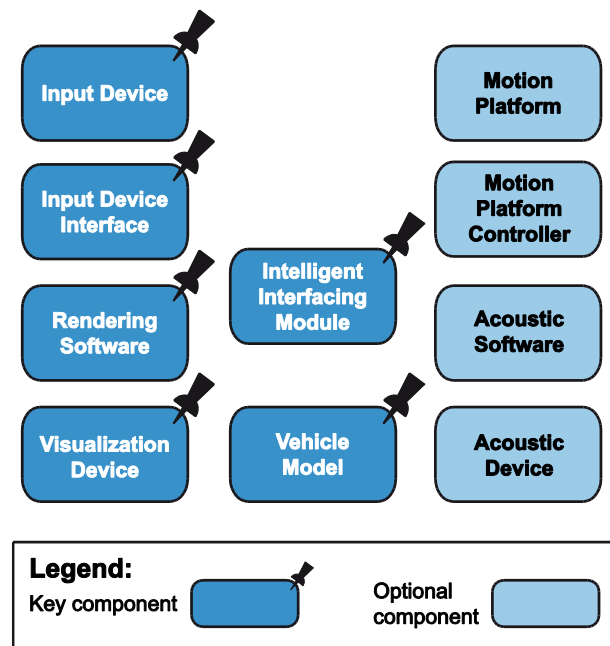 Input Device
Input Device
Interface
Rendering
Software
Visualization
Device
Intelligent
Interfacing
Module
Vehicle
Model
Motion
Platform
Motion
Platform
Controller
Acoustic
Software
Acoustic
Device
Legend:
Key component
Optional
component